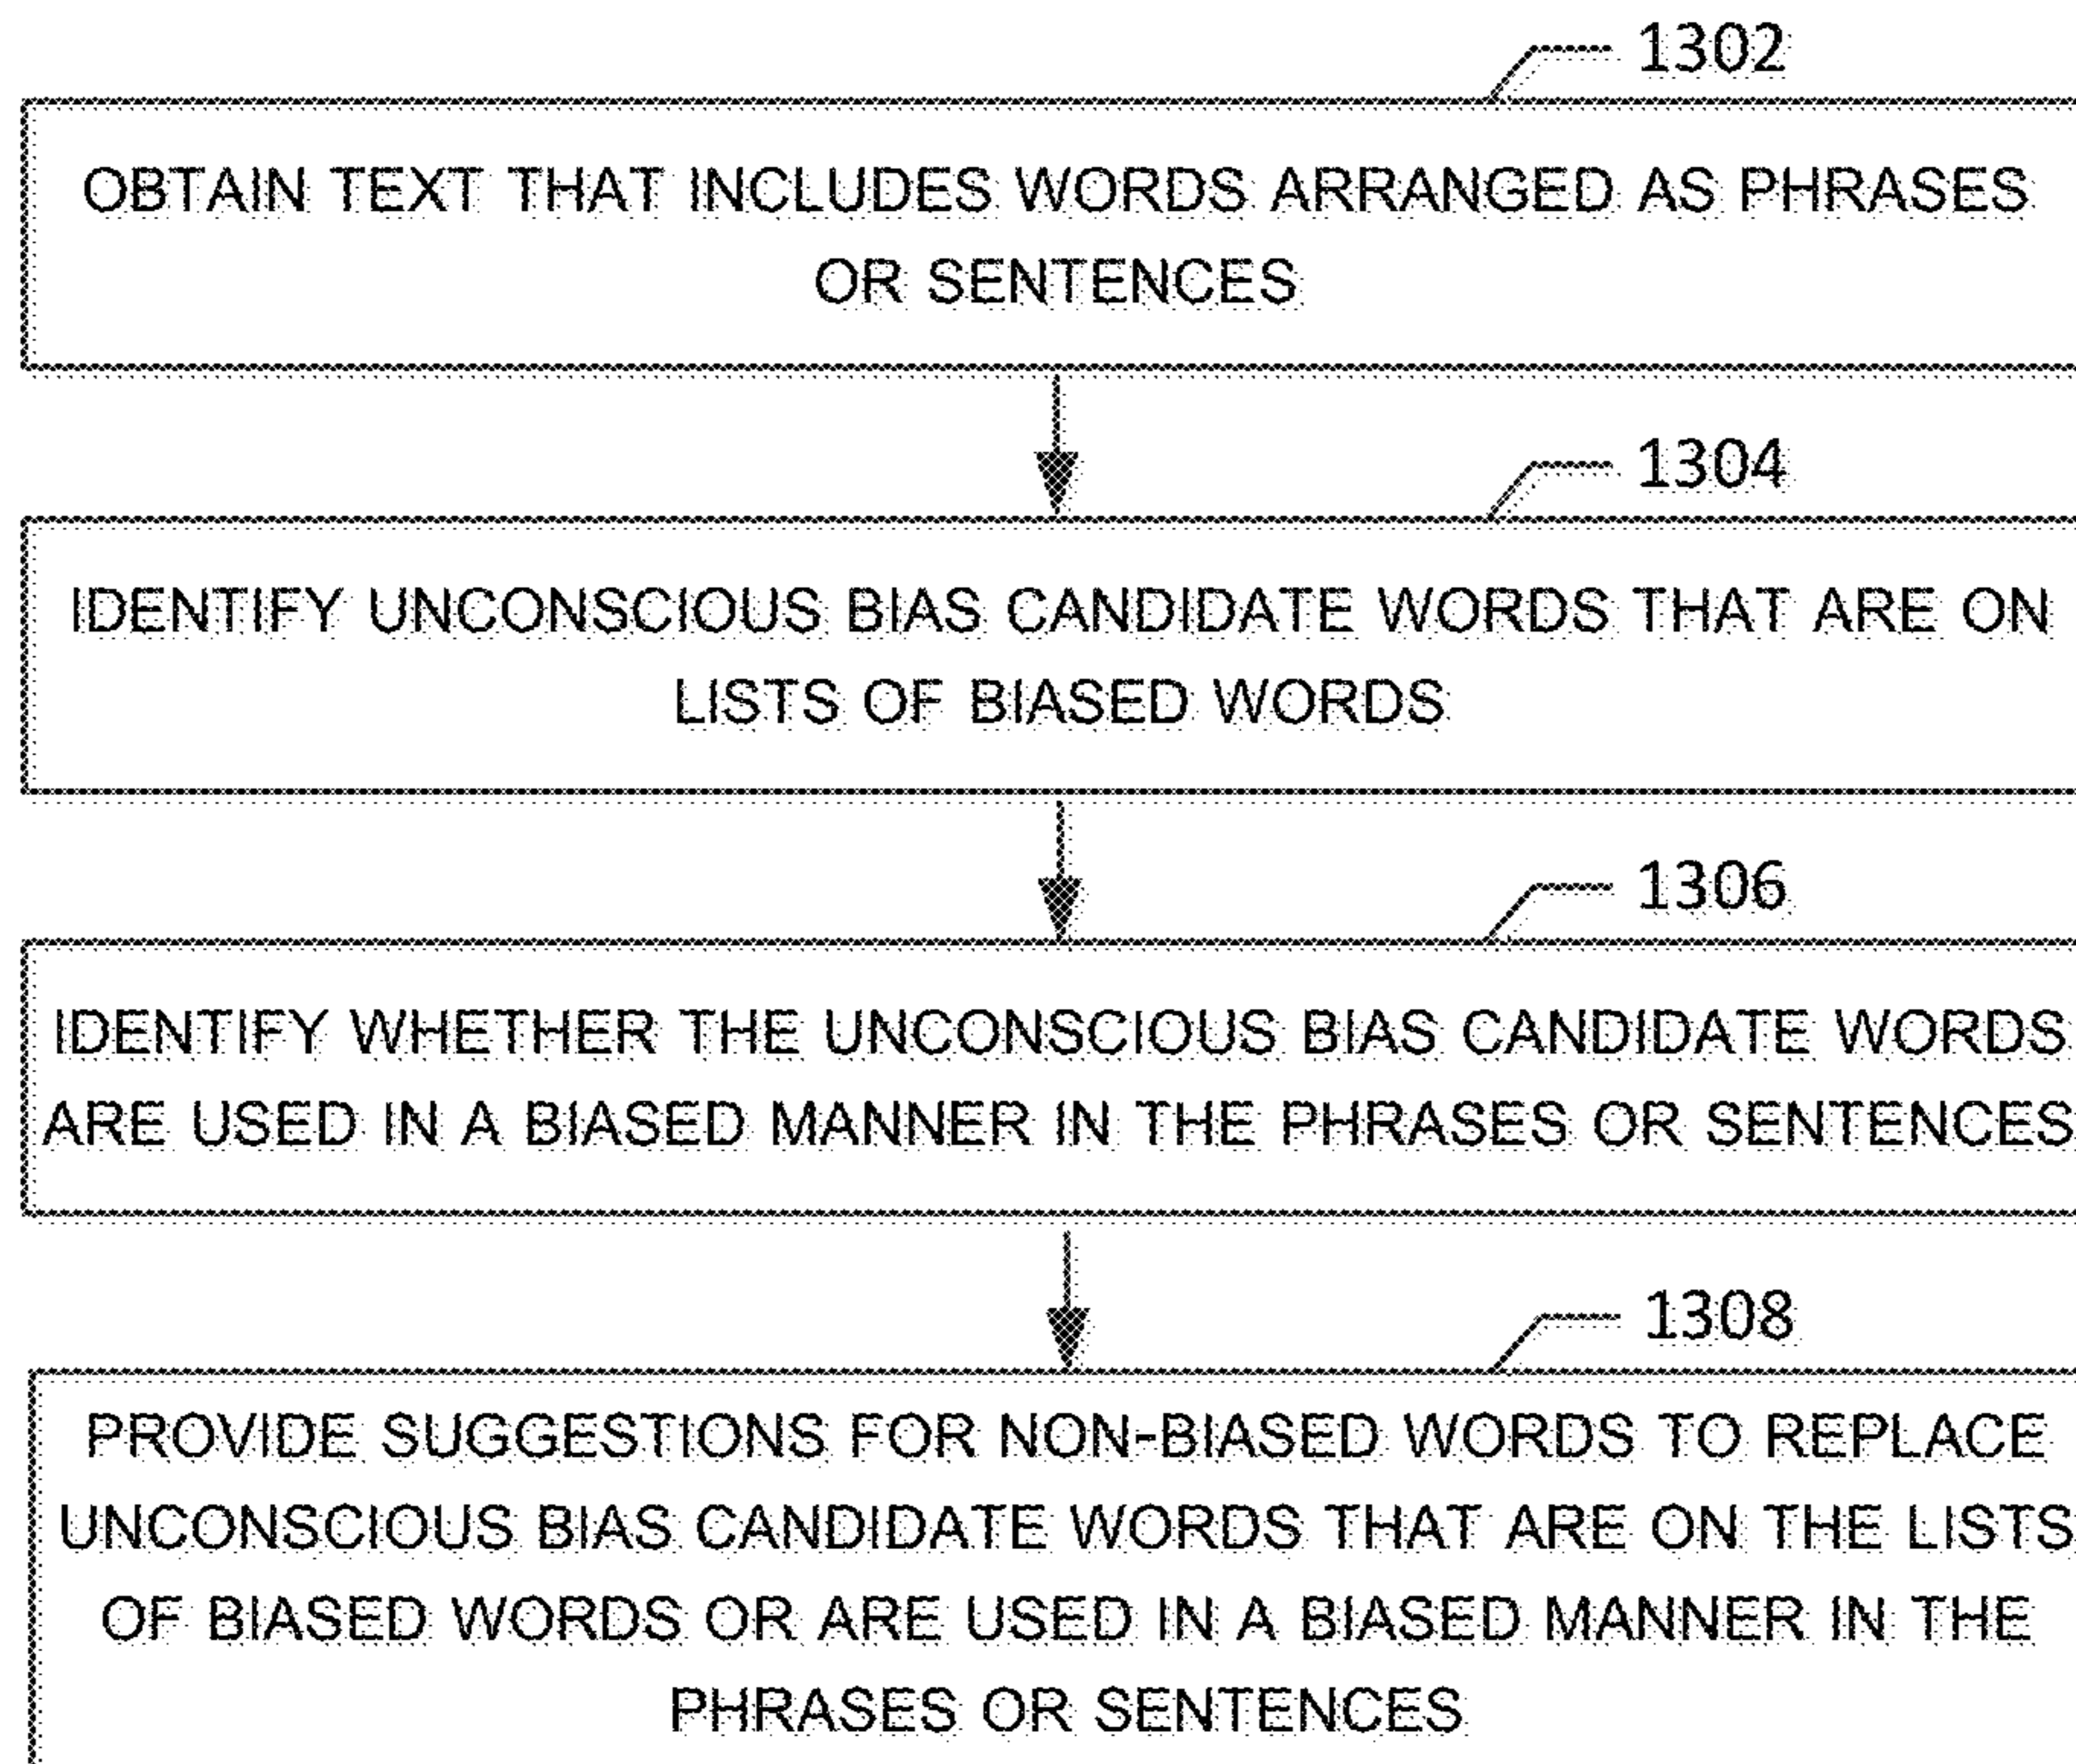 1302
OBTAIN TEXT THAT INCLUDES WORDS ARRANGED AS PHRASES
OR SENTENCES
1304
IDENTIFY UNCONSCIOUS BIAS CANDIDATE WORDS THAT ARE ON
LISTS OF BIASED WORDS
1306
IDENTIFY WHETHER THE UNCONSCIOUS BIAS CANDIDATE WORDS
ARE USED IN A BIASED MANNER IN THE PHRASES OR SENTENCES
1308
PROVIDE SUGGESTIONS FOR NON-BIASED WORDS TO REPLACE
UNCONSCIOUS BIAS CANDIDATE WORDS THAT ARE ON THE LISTS
OF BIASED WORDS OR ARE USED IN A BIASED MANNER IN THE
PHRASES OR SENTENCES